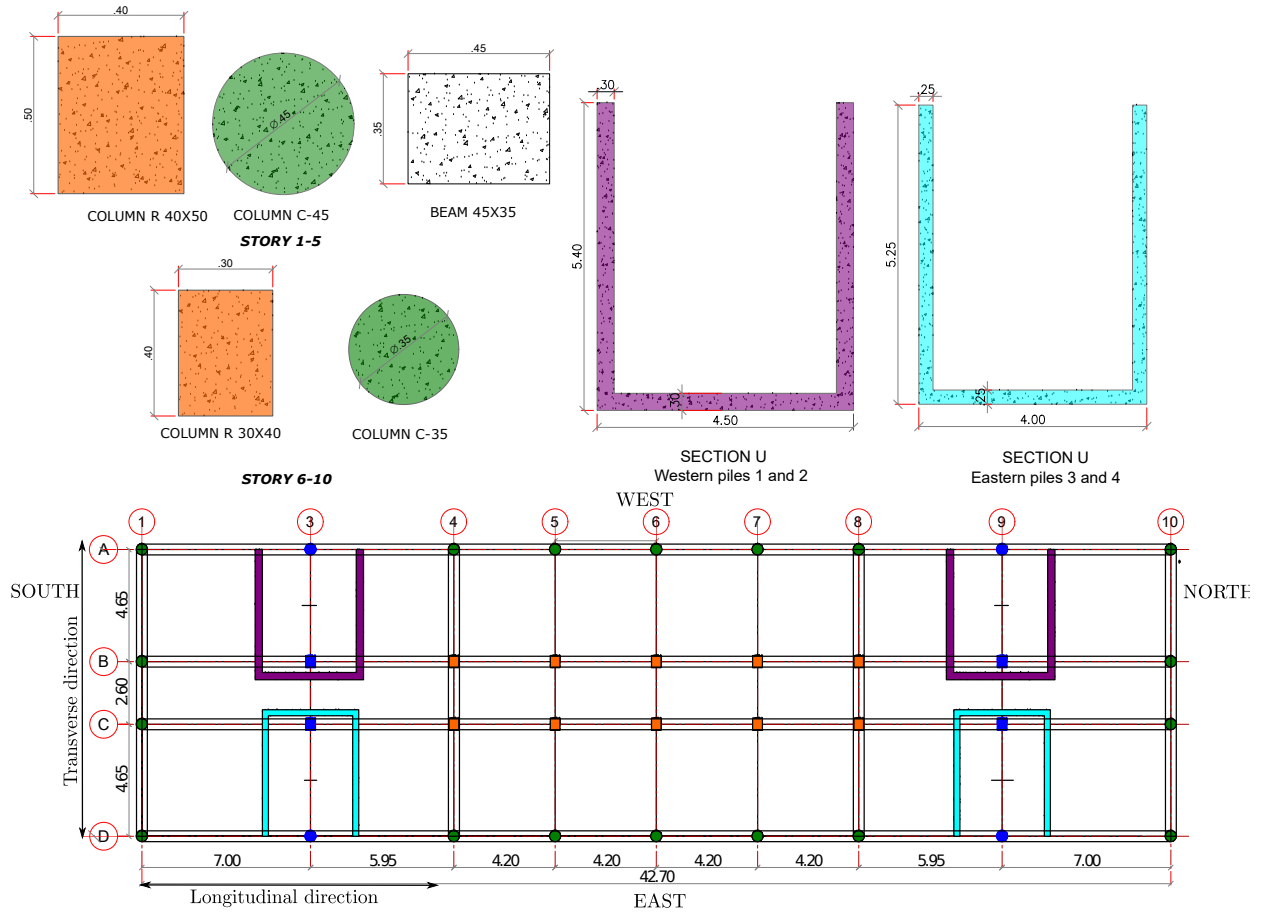 .40
.50
Ø.45
.45
.35
COLUMN R 40X50
COLUMN C-45
BEAM 45X35
STORY 1-5
.30
.40
Ø.35
COLUMN R 30X40
COLUMN C-35
STORY 6-10
.30
5.40
.30
4.50
SECTION U
Western piles 1 and 2
.25
5.25
.25
4.00
SECTION U
Eastern piles 3 and 4
WEST
1
3
4
5
6
7
8
9
10
A
SOUTH
NORTH
4.65
B
2.60
C
4.65
D
Transverse direction
7.00
5.95
4.20
4.20
4.20
4.20
5.95
7.00
42.70
Longitudinal direction
EAST